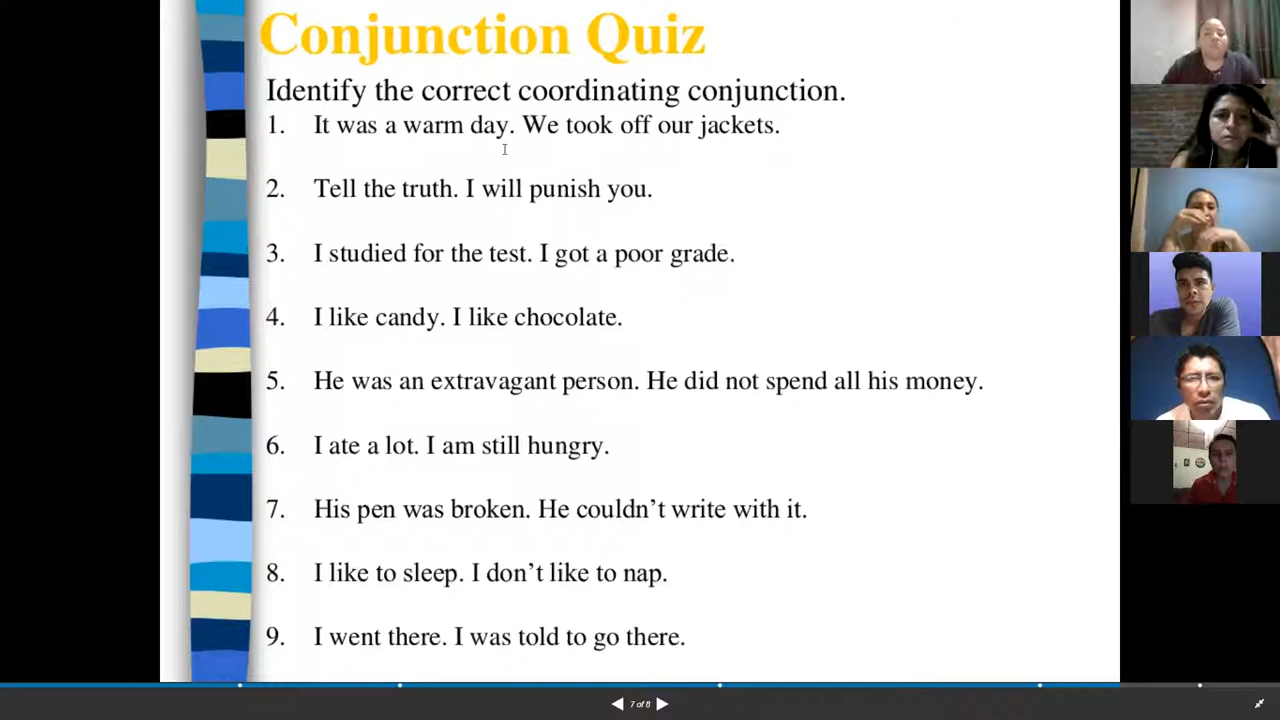 Conjunction Quiz
Identify the correct coordinating conjunction.
1. It was a warm day. We took off our jackets.
2. Tell the truth. I will punish you.
3. I studied for the test. I got a poor grade.
4. I like candy. I like chocolate.
5. He was an extravagant person. He did not spend all his money.
6. I ate a lot. I am still hungry.
7. His pen was broken. He couldn’t write with it.
8. I like to sleep. I don’t like to nap.
9. I went there. I was told to go there.
7 of 8